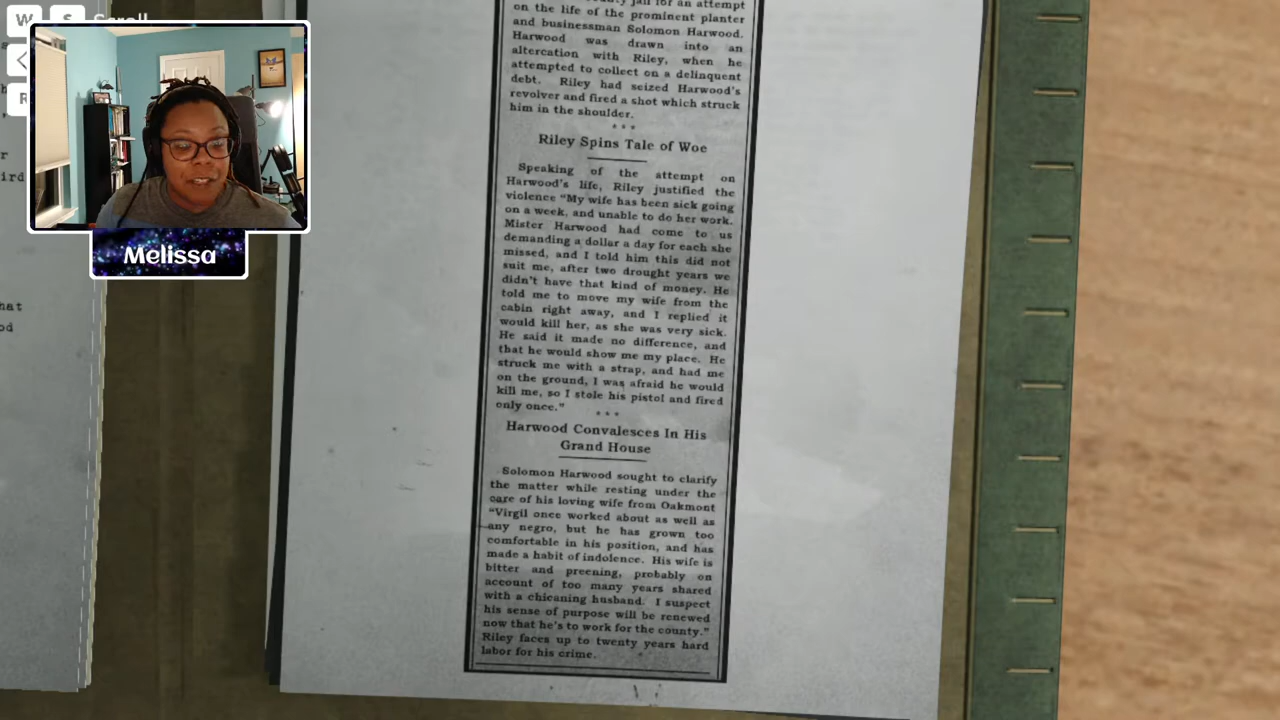 W S Scroll
R
r
ird
hat
od
Melissa
county jail for an attempt
on the life of the prominent planter
and businessman Solomon Harwood.
Harwood was drawn into an
altercation with Riley, when he
attempted to collect on a delinquent
debt. Riley had seized Harwood's
revolver and fired a shot which struck
him in the shoulder.
***
Riley Spins Tale of Woe
Speaking of the attempt on
Harwood's life, Riley justified the
violence “My wife has been sick going
on a week, and unable to do her work.
Mister Harwood had come to us
demanding a dollar a day for each she
missed, and I told him this did not
suit me, after two drought years we
didn't have that kind of money. He
told me to move my wife from the
cabin right away, and I replied it
would kill her, as she was very sick.
He said it made no difference, and
that he would show me my place. He
struck me with a strap, and had me
on the ground, I was afraid he would
kill me, so I stole his pistol and fired
only once.”
***
Harwood Convalesces In His
Grand House
Solomon Harwood sought to clarify
the matter while resting under the
care of his loving wife from Oakmont
“Virgil once worked about as well as
any negro, but he has grown too
comfortable in his position, and has
made a habit of indolence. His wife is
bitter and preening, probably on
account of too many years shared
with a chicaning husband. I suspect
his sense of purpose will be renewed
now that he's to work for the county.”
Riley faces up to twenty years hard
labor for his crime.